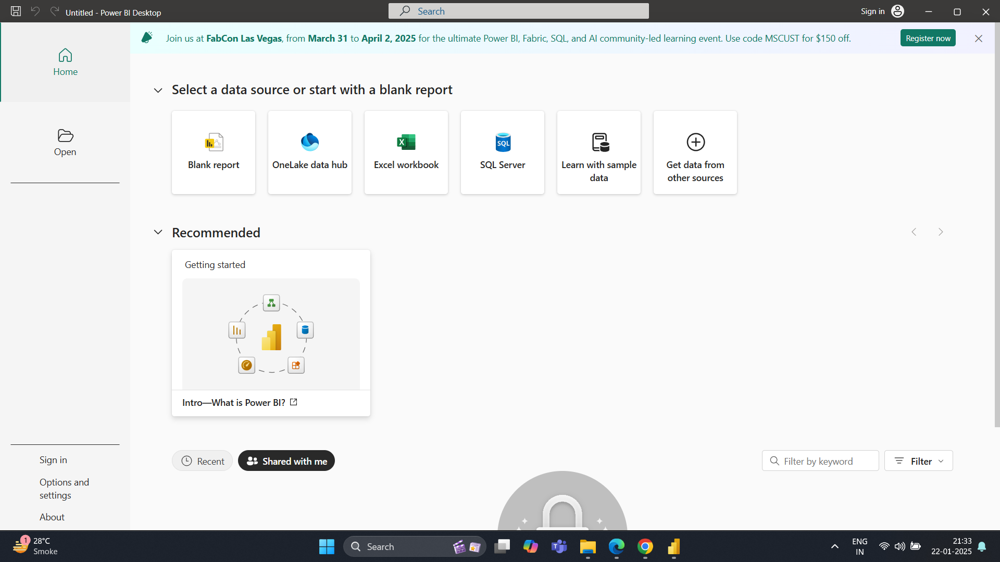 Untitled - Power BI Desktop
Search
Sign in
Join us at FabCon Las Vegas, from March 31 to April 2, 2025 for the ultimate Power BI, Fabric, SQL, and AI community-led learning event. Use code MSCUST for $150 off.
Register now
Home
Open
Select a data source or start with a blank report
Blank report
OneLake data hub
X
Excel workbook
SQL
SQL Server
Learn with sample
data
Get data from
other sources
Recommended
Getting started
Intro—What is Power BI?
Recent
Shared with me
Filter by keyword
Filter
Sign in
Options and
settings
About
1
28°C
Smoke
Search
ENG
IN
21:33
22-01-2025